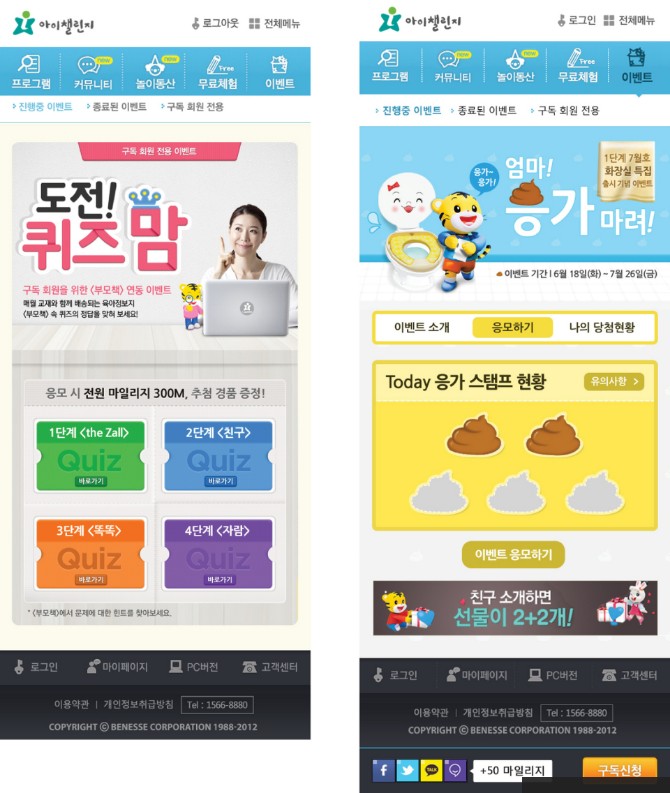 아이챌린지
로그아웃 전체메뉴
프로그램 커뮤니티 놀이동산 무료체험 이벤트
new new Tree
진행중 이벤트 종료된 이벤트 구독 회원 전용
구독 회원 전용 이벤트
도전!
퀴즈맘
구독 회원을 위한 <부모책> 연동 이벤트
매월 교재와 함께 배송되는 육아정보지
<부모책> 속 퀴즈의 정답을 맞혀 보세요!
응모 시 전원 마일리지 300M, 추첨 경품 증정!
1단계 <the Zall>
Quiz
바로가기
2단계 <친구>
Quiz
바로가기
3단계 <똑똑>
Quiz
바로가기
4단계 <자람>
Quiz
바로가기
* <부모책>에서 문제에 대한 힌트를 찾아보세요.
로그인 마이페이지 PC버전 고객센터
이용약관 | 개인정보취급방침 Tel : 1566-8880
COPYRIGHT ⓒ BENESSE CORPORATION 1988-2012
아이챌린지
로그인 전체메뉴
new new Tree
프로그램 커뮤니티 놀이동산 무료체험 이벤트
진행중 이벤트 종료된 이벤트 구독 회원 전용
1단계 7월호
화장실 특집
출시 기념 이벤트
응가~
응가!
엄마!
응가 마려!
이벤트 기간 I 6월 18일(화) ~ 7월 26일(금)
이벤트 소개 응모하기 나의 당첨현황
Today 응가 스탬프 현황 유의사항 >
이벤트 응모하기
친구 소개하면
선물이 2+2개!
로그인 마이페이지 PC버전 고객센터
이용약관 | 개인정보취급방침 Tel : 1566-8880
COPYRIGHT ⓒ BENESSE CORPORATION 1988-2012
TALK +50 마일리지 구독신청